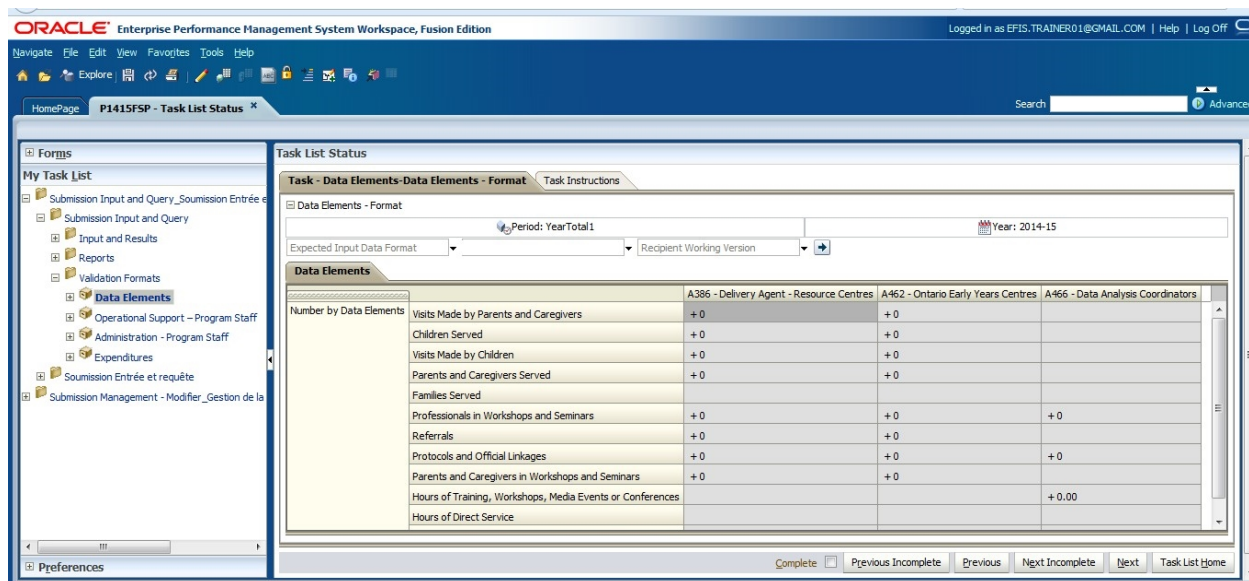 ORACLE Enterprise Performance Management System Workspace, Fusion Edition
Logged in as EFIS.TRAINER01@GMAIL.COM | Help | Log Off
Navigate File Edit View Favorites Tools Help
Explore
HomePage P1415FSP - Task List Status Search Advance
Forms
My Task List
Submission Input and Query_Soumission Entrée e
Submission Input and Query
Input and Results
Reports
Validation Formats
Data Elements
Operational Support – Program Staff
Administration - Program Staff
Expenditures
Soumission Entrée et requête
Submission Management - Modifier_Gestion de la
Preferences
Task List Status
Task - Data Elements-Data Elements - Format Task Instructions
Data Elements - Format
Period: YearTotal1 Year: 2014-15
Expected Input Data Format Recipient Working Version
Data Elements
A386 - Delivery Agent - Resource Centres A462 - Ontario Early Years Centres A466 - Data Analysis Coordinators
Number by Data Elements Visits Made by Parents and Caregivers + 0 + 0
Children Served + 0 + 0
Visits Made by Children + 0 + 0
Parents and Caregivers Served + 0 + 0
Families Served
Professionals in Workshops and Seminars + 0 + 0 + 0
Referrals + 0 + 0
Protocols and Official Linkages + 0 + 0 + 0
Parents and Caregivers in Workshops and Seminars + 0 + 0
Hours of Training, Workshops, Media Events or Conferences + 0.00
Hours of Direct Service
Complete Previous Incomplete Previous Next Incomplete Next Task List Home